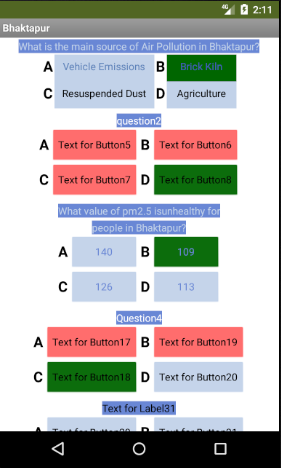 4G 2:11
Bhaktapur
What is the main source of Air Pollution in Bhaktapur?
A Vehicle Emissions B Brick Kiln
C Resuspended Dust D Agriculture
question2
A Text for Button5 B Text for Button6
C Text for Button7 D Text for Button8
What value of pm2.5 isunhealthy for
people in Bhaktapur?
A 140 B 109
C 126 D 113
Question4
A Text for Button17 B Text for Button19
C Text for Button18 D Text for Button20
Text for Label31